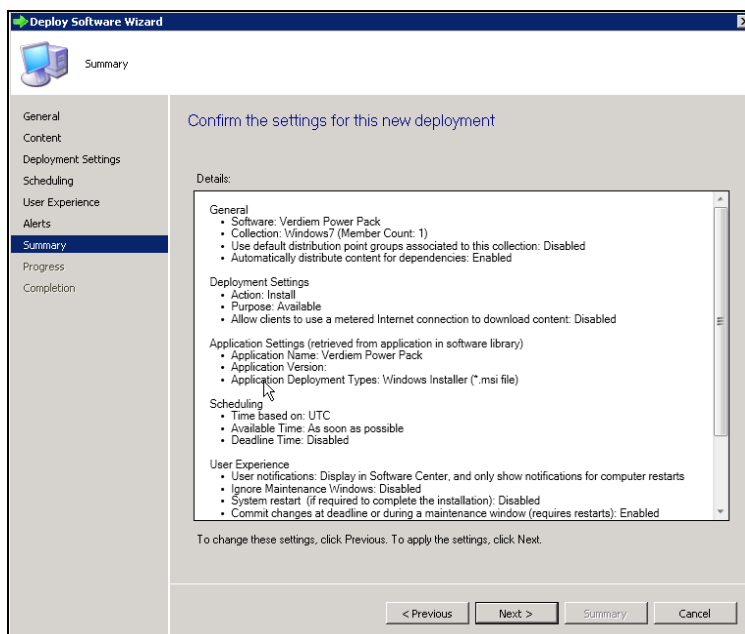 Deploy Software Wizard
Summary
General
Content
Deployment Settings
Scheduling
User Experience
Alerts
Summary
Progress
Completion
Confirm the settings for this new deployment
Details:
General
• Software: Verdiem Power Pack
• Collection: Windows7 (Member Count: 1)
• Use default distribution point groups associated to this collection: Disabled
• Automatically distribute content for dependencies: Enabled
Deployment Settings
• Action: Install
• Purpose: Available
• Allow clients to use a metered Internet connection to download content: Disabled
Application Settings (retrieved from application in software library)
• Application Name: Verdiem Power Pack
• Application Version:
• Application Deployment Types: Windows Installer (*.msi file)
Scheduling
• Time based on: UTC
• Available Time: As soon as possible
• Deadline Time: Disabled
User Experience
• User notifications: Display in Software Center, and only show notifications for computer restarts
• Ignore Maintenance Windows: Disabled
• System restart  (if required to complete the installation): Disabled
• Commit changes at deadline or during a maintenance window (requires restarts): Enabled
To change these settings, click Previous. To apply the settings, click Next.
< Previous
Next >
Summary
Cancel